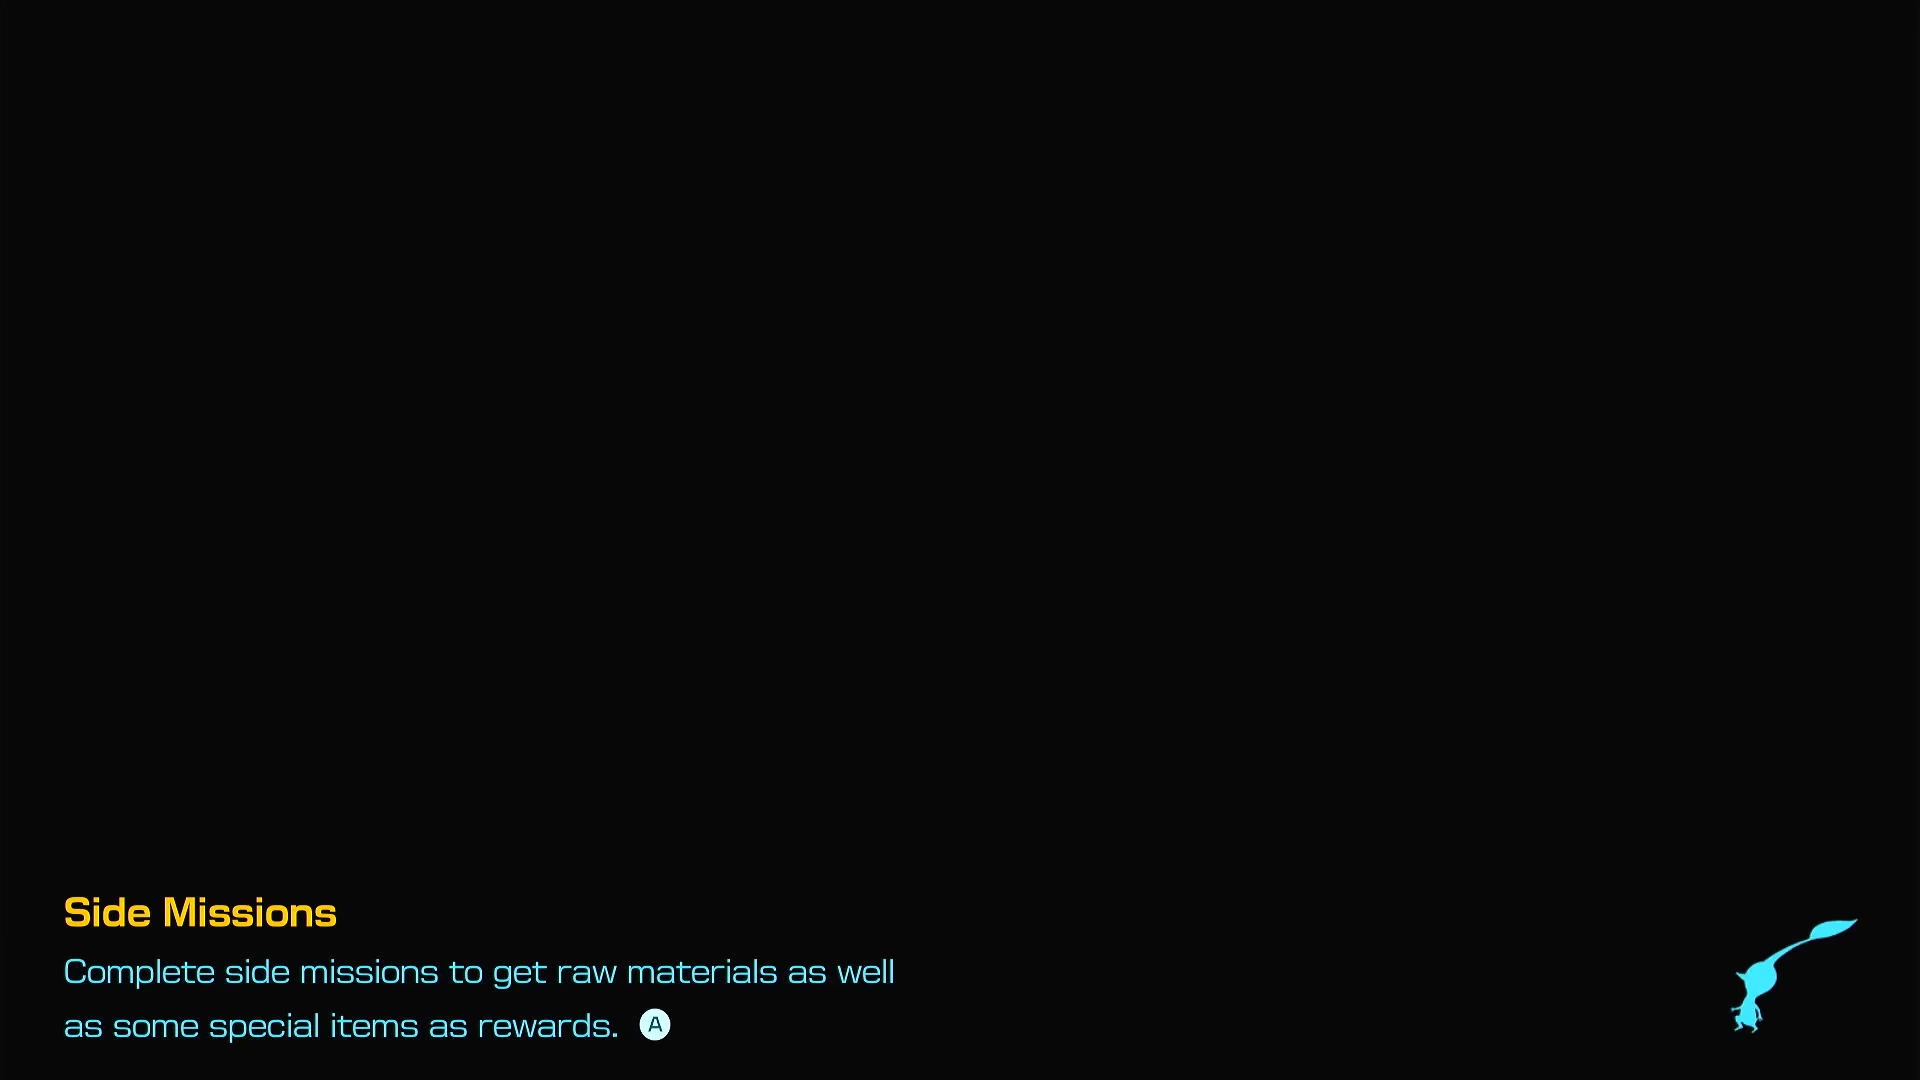 Side Missions
Complete side missions to get raw materials as well
as some special items as rewards. A